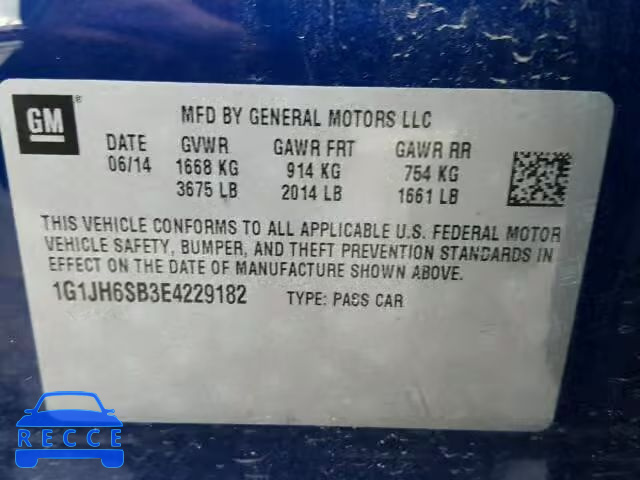 GM ®
MFD BY GENERAL MOTORS LLC
DATE GVWR GAWR FRT GAWR RR
06/14 1668 KG 914 KG 754 KG
3675 LB 2014 LB 1661 LB
THIS VEHICLE CONFORMS TO ALL APPLICABLE U.S. FEDERAL MOTOR
VEHICLE SAFETY, BUMPER, AND THEFT PREVENTION STANDARDS IN
EFFECT ON THE DATE OF MANUFACTURE SHOWN ABOVE.
1G1JH6SB3E4229182 TYPE: PASS CAR
RECCE